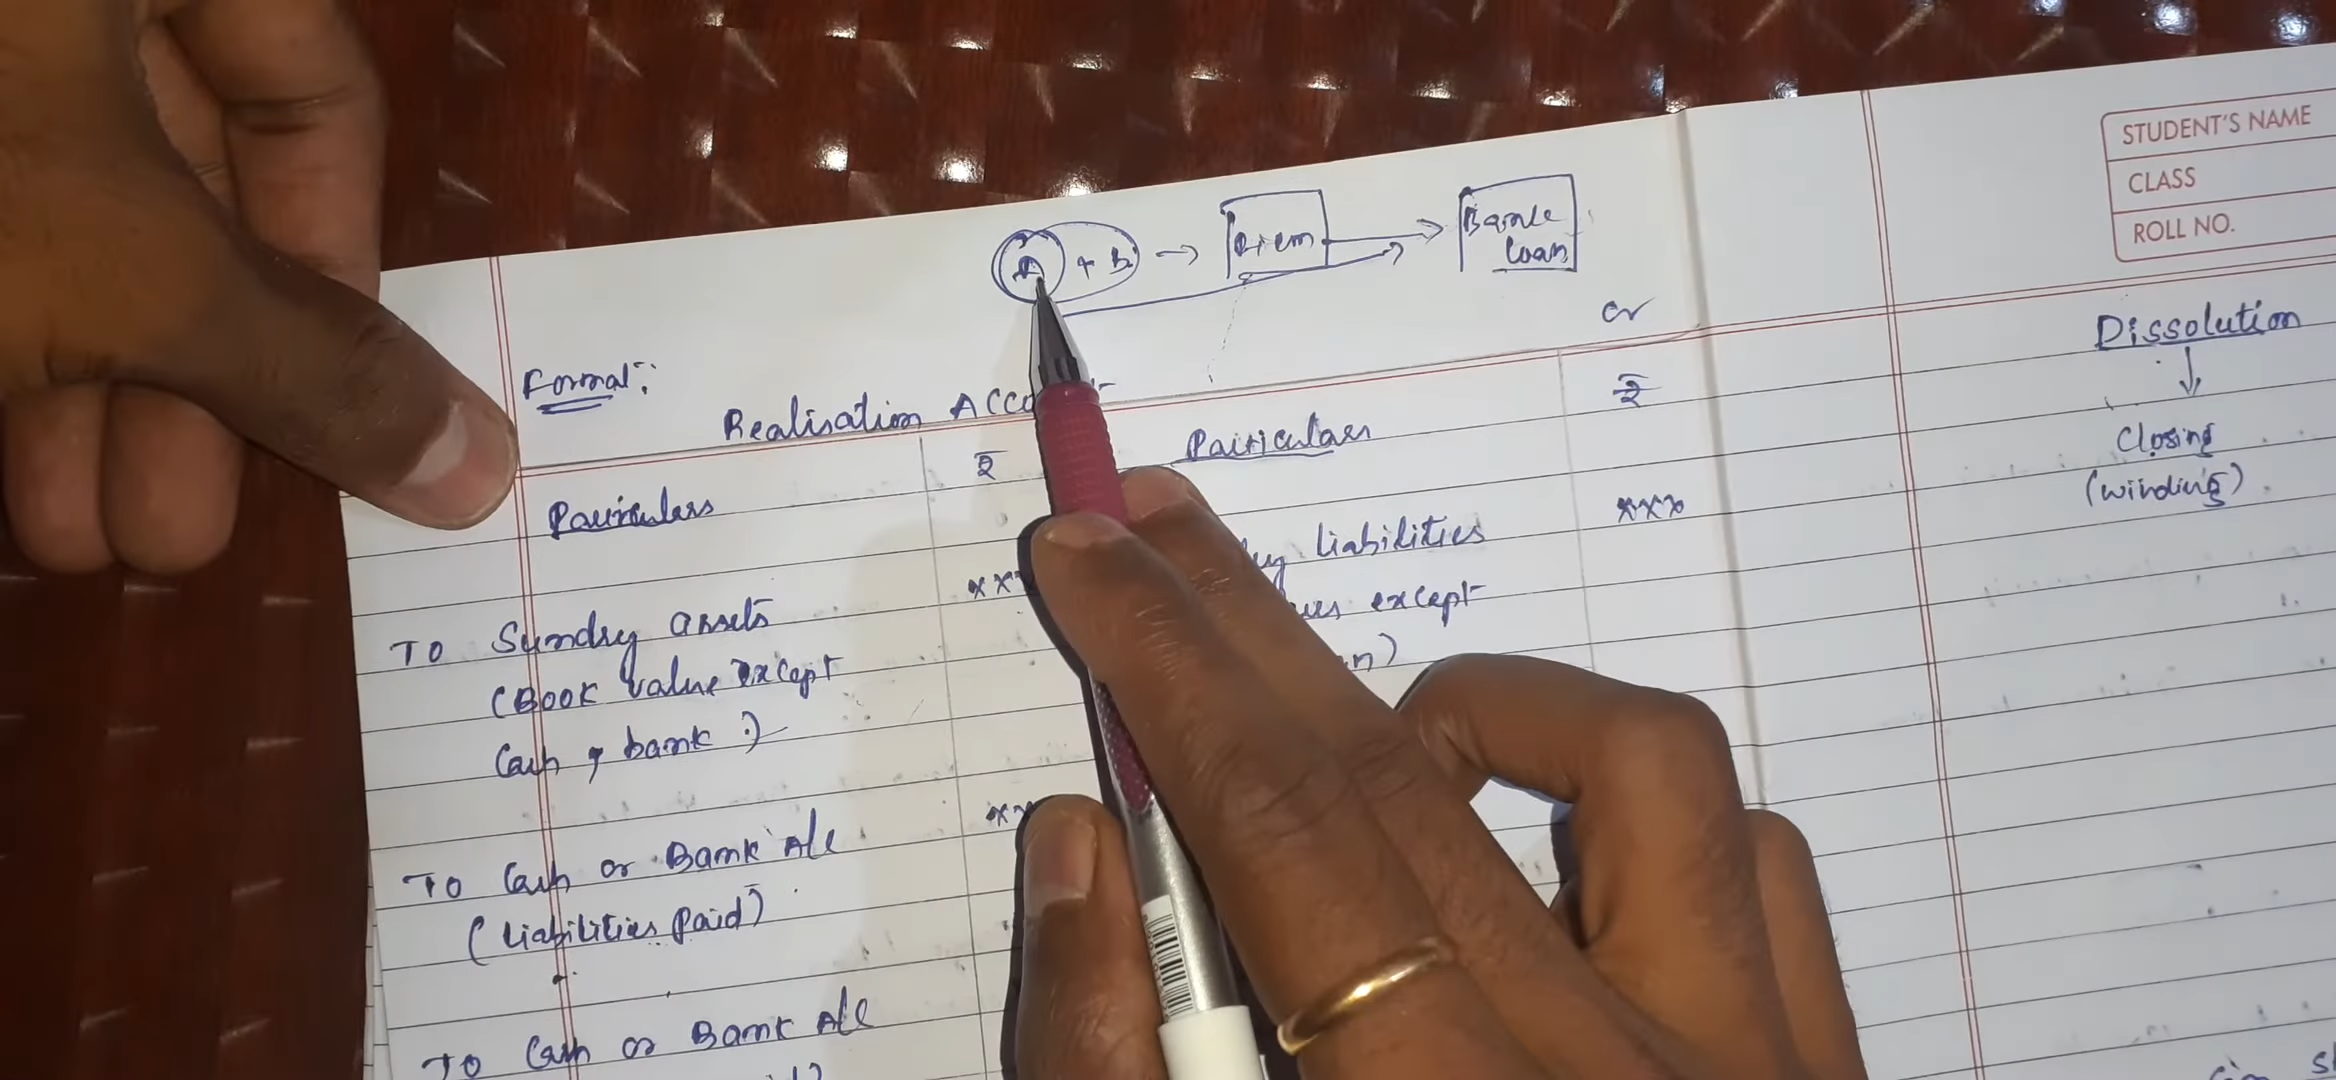 STUDENT'S NAME
CLASS
ROLL NO.
A + B → Firm → Bank
Loan
Format:
Realisation
Cr
Particulars
₹
Particulars
₹
To Sundry assets
(Book value except
Cash & bank :)
xxx
liabilities
except
xxx
To Cash or Bank A/c
(Liabilities paid)
To Cash or Bank A/c
Dissolution
↓
Closing
(winding)